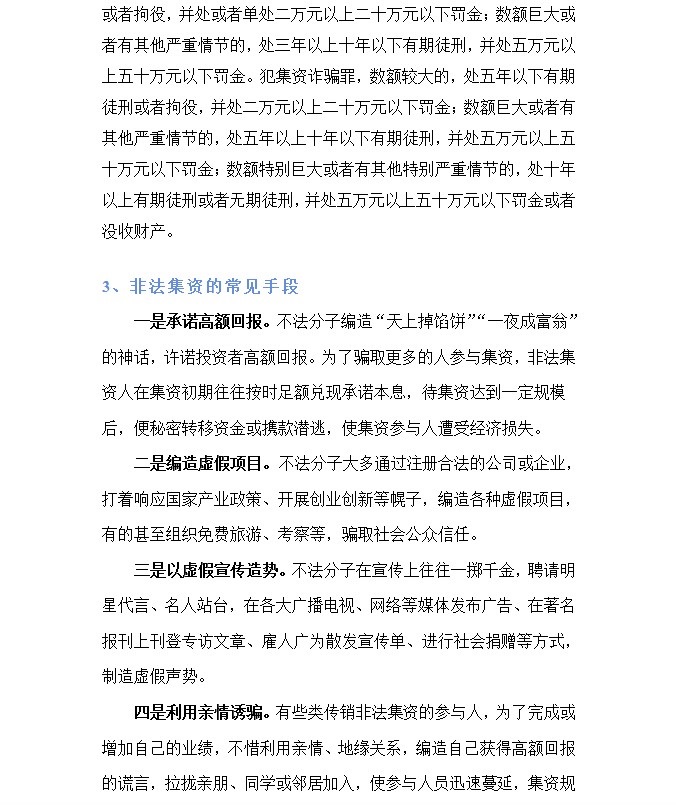 或者拘役，并处或者单处二万元以上二十万元以下罚金；数额巨大或
者有其他严重情节的，处三年以上十年以下有期徒刑，并处五万元以
上五十万元以下罚金。犯集资诈骗罪，数额较大的，处五年以下有期
徒刑或者拘役，并处二万元以上二十万元以下罚金；数额巨大或者有
其他严重情节的，处五年以上十年以下有期徒刑，并处五万元以上五
十万元以下罚金；数额特别巨大或者有其他特别严重情节的，处十年
以上有期徒刑或者无期徒刑，并处五万元以上五十万元以下罚金或者
没收财产。
3、非法集资的常见手段
一是承诺高额回报。不法分子编造“天上掉馅饼”“一夜成富翁”
的神话，许诺投资者高额回报。为了骗取更多的人参与集资，非法集
资人在集资初期往往按时足额兑现承诺本息，待集资达到一定规模
后，便秘密转移资金或携款潜逃，使集资参与人遭受经济损失。
二是编造虚假项目。不法分子大多通过注册合法的公司或企业，
打着响应国家产业政策、开展创业创新等幌子，编造各种虚假项目，
有的甚至组织免费旅游、考察等，骗取社会公众信任。
三是以虚假宣传造势。不法分子在宣传上往往一掷千金，聘请明
星代言、名人站台，在各大广播电视、网络等媒体发布广告、在著名
报刊上刊登专访文章、雇人广为散发宣传单、进行社会捐赠等方式，
制造虚假声势。
四是利用亲情诱骗。有些类传销非法集资的参与人，为了完成或
增加自己的业绩，不惜利用亲情、地缘关系，编造自己获得高额回报
的谎言，拉拢亲朋、同学或邻居加入，使参与人员迅速蔓延，集资规